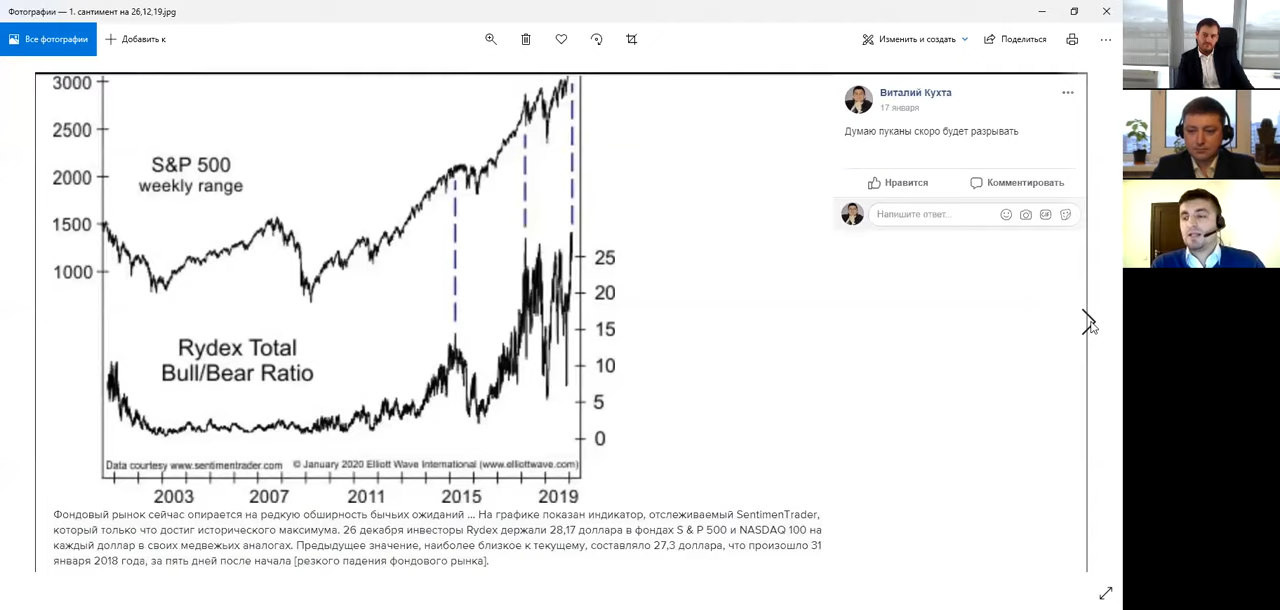 Фотографии — 1. сантимент на 26,12,19.jpg
Все фотографии
Добавить к
Изменить и создать
Поделиться
3000
2500
2000
1500
1000
S&P 500
weekly range
25
20
15
10
5
0
Rydex Total
Bull/Bear Ratio
Data courtesy www.sentimentrader.com © January 2020 Elliott Wave International (www.elliottwave.com)
2003 2007 2011 2015 2019
Фондовый рынок сейчас опирается на редкую обширность бычьих ожиданий ... На графике показан индикатор, отслеживаемый SentimenTrader,
который только что достиг исторического максимума. 26 декабря инвесторы Rydex держали 28,17 доллара в фондах S & P 500 и NASDAQ 100 на
каждый доллар в своих медвежьих аналогах. Предыдущее значение, наиболее близкое к текущему, составляло 27,3 доллара, что произошло 31
января 2018 года, за пять дней после начала [резкого падения фондового рынка].
Виталий Кухта
17 января
Думаю пуканы скоро будет разрывать
Нравится
Комментировать
Напишите ответ...
GIF